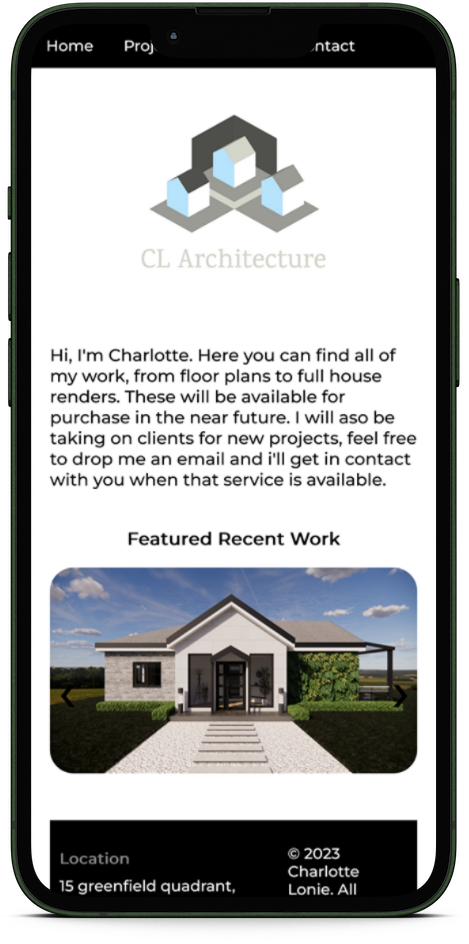 Home Proj ntact
CL Architecture
Hi, I'm Charlotte. Here you can find all of
my work, from floor plans to full house
renders. These will be available for
purchase in the near future. I will aso be
taking on clients for new projects, feel free
to drop me an email and i'll get in contact
with you when that service is available.
Featured Recent Work
Location
15 greenfield quadrant,
© 2023
Charlotte
Lonie. All